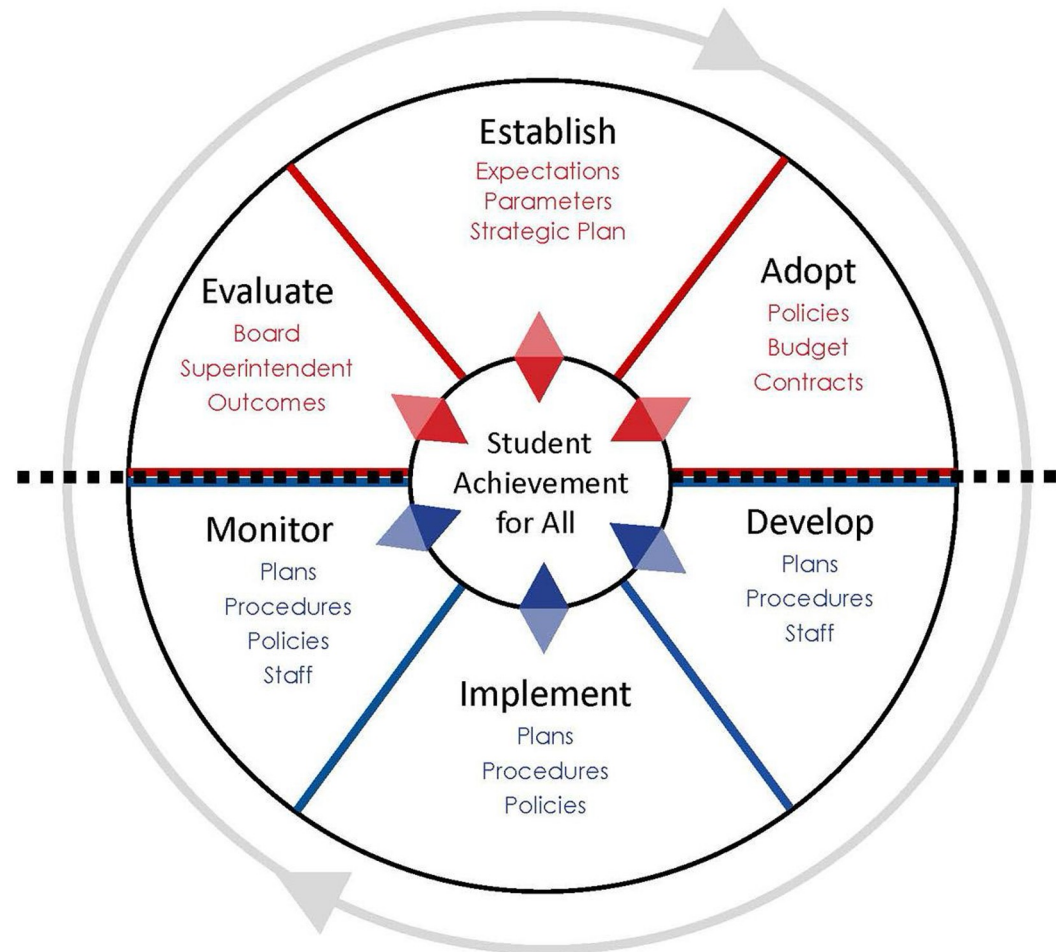 Establish
Expectations
Parameters
Strategic Plan
Adopt
Policies
Budget
Contracts
Develop
Plans
Procedures
Staff
Implement
Plans
Procedures
Policies
Monitor
Plans
Procedures
Policies
Staff
Evaluate
Board
Superintendent
Outcomes
Student
Achievement
for All